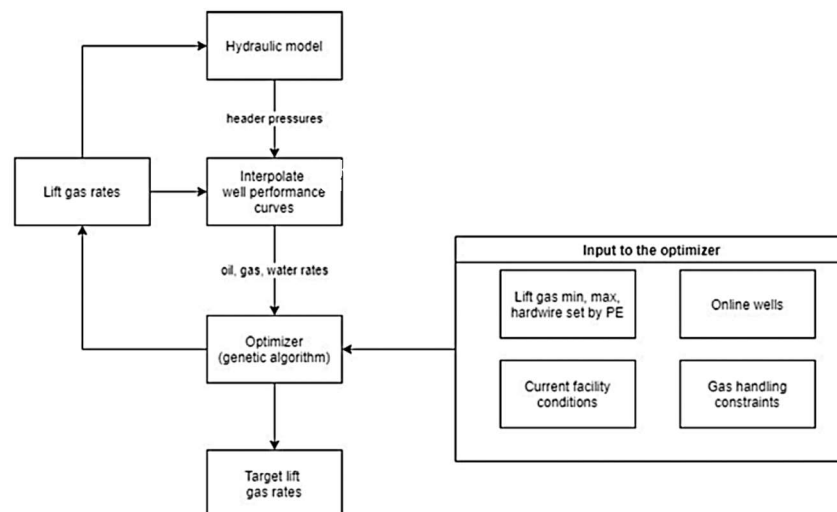 Hydraulic model
header pressures
Lift gas rates
Interpolate
well performance
curves
oil, gas, water rates
Optimizer
(genetic algorithm)
Target lift
gas rates
Input to the optimizer
Lift gas min, max,
hardwire set by PE
Online wells
Current facility
conditions
Gas handling
constraints